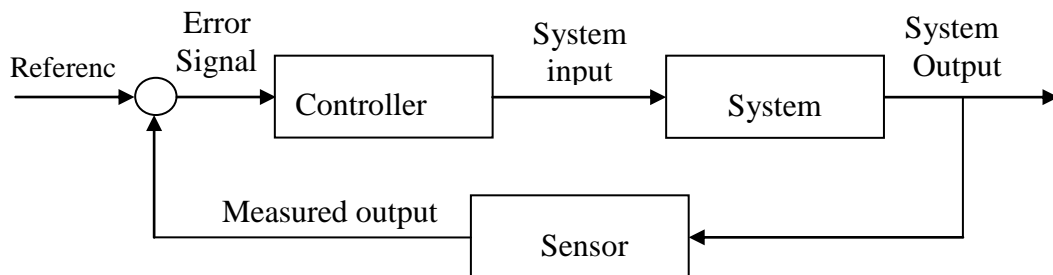 Referenc
Error
Signal
Controller
System
input
System
System
Output
Measured output
Sensor